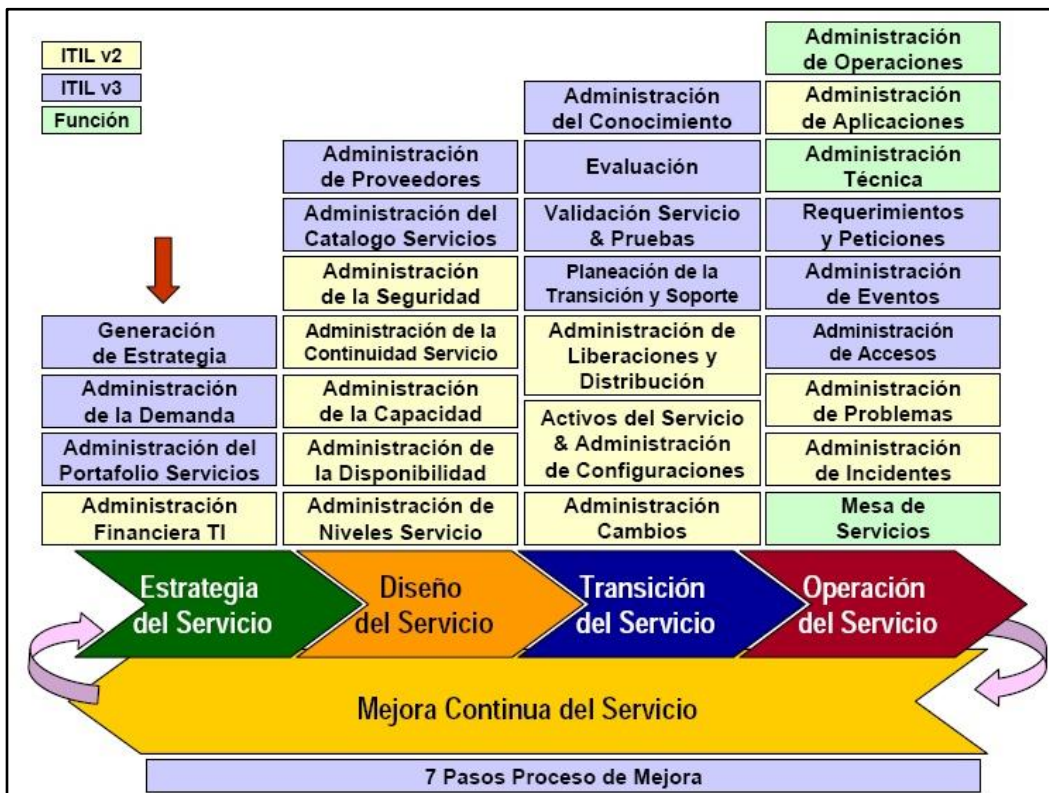 ITIL v2
ITIL v3
Función
Generación
de Estrategia
Administración
de la Demanda
Administración del
Portafolio Servicios
Administración
Financiera TI
Administración
de Proveedores
Administración del
Catalogo Servicios
Administración
de la Seguridad
Administración de la
Continuidad Servicio
Administración
de la Capacidad
Administración de
la Disponibilidad
Administración de
Niveles Servicio
Administración
del Conocimiento
Evaluación
Validación Servicio
& Pruebas
Planeación de la
Transición y Soporte
Administración de
Liberaciones y
Distribución
Activos del Servicio
& Administración
de Configuraciones
Administración
Cambios
Administración
de Operaciones
Administración
de Aplicaciones
Administración
Técnica
Requerimientos
y Peticiones
Administración
de Eventos
Administración
de Accesos
Administración
de Problemas
Administración
de Incidentes
Mesa de
Servicios
Estrategia
del Servicio
Diseño
del Servicio
Transición
del Servicio
Operación
del Servicio
Mejora Continua del Servicio
7 Pasos Proceso de Mejora